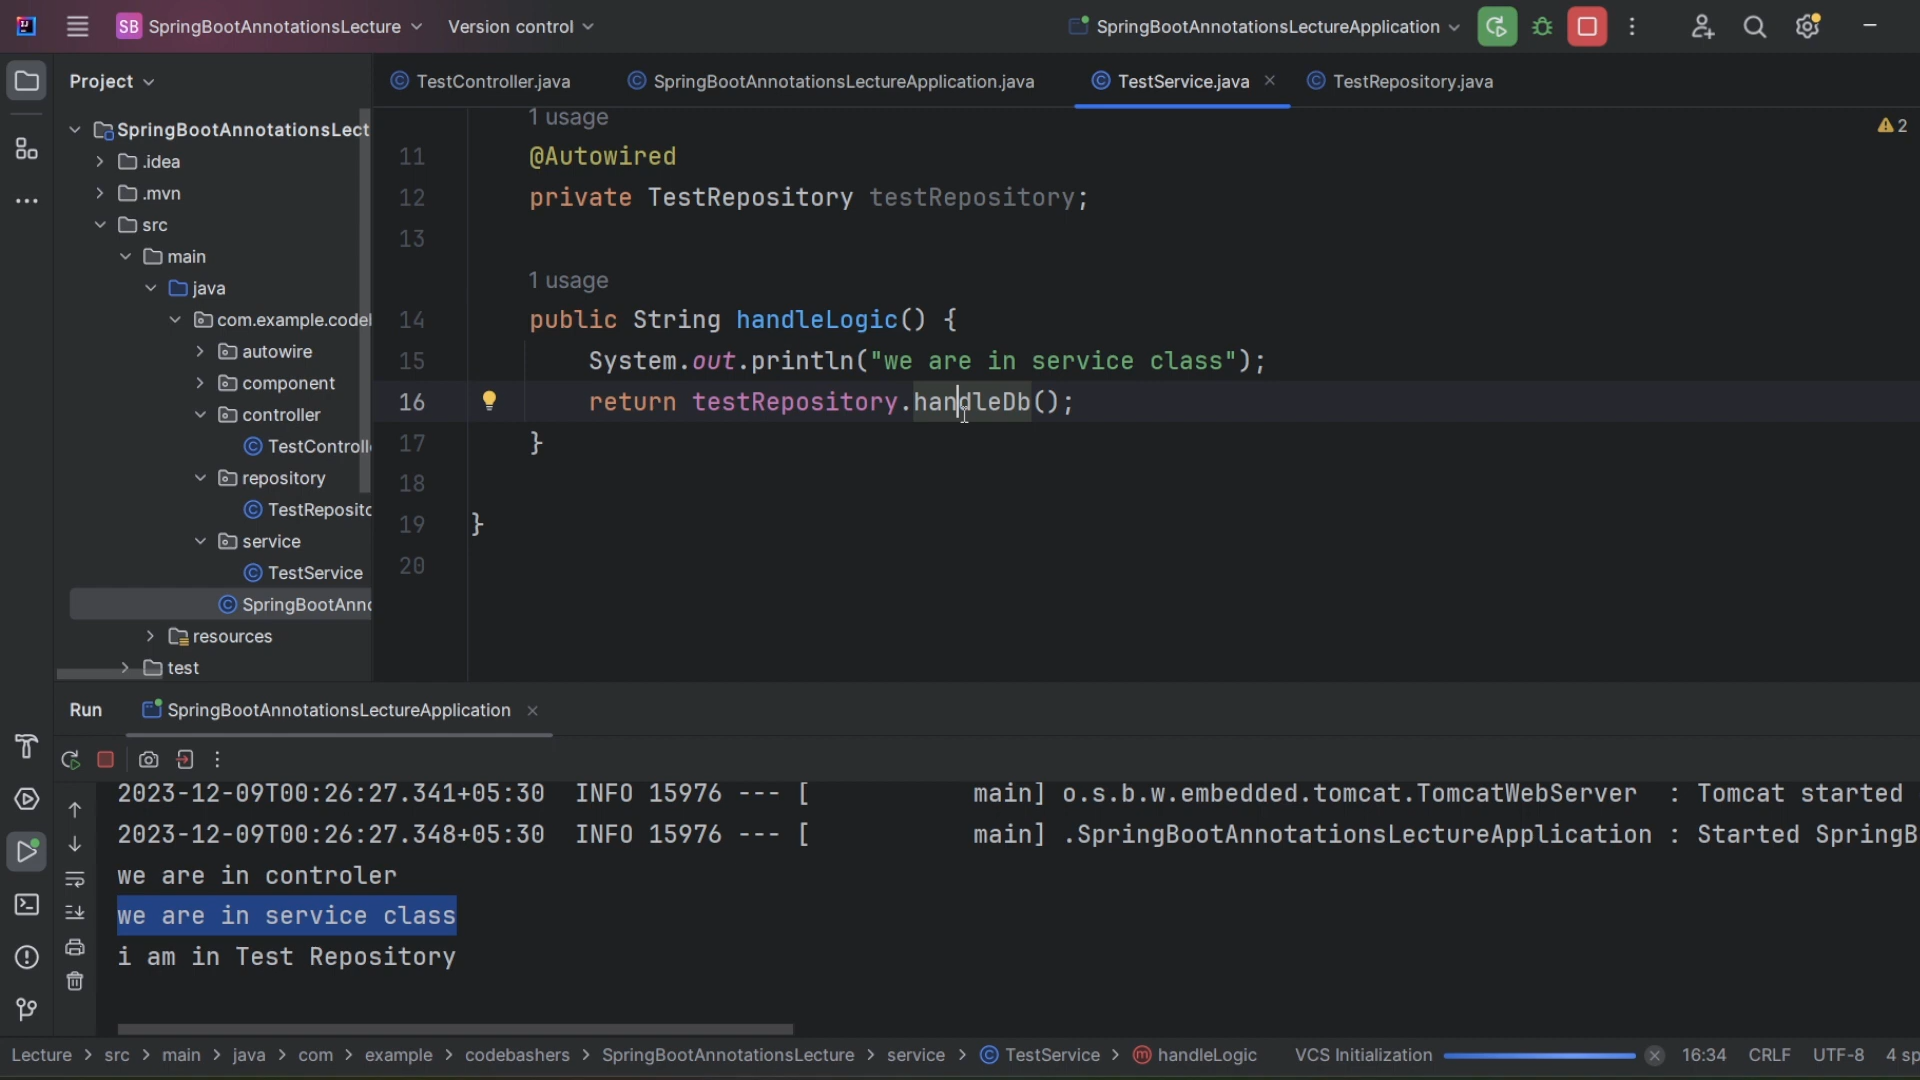 SB SpringBootAnnotationsLecture Version control SpringBootAnnotationsLectureApplication
Project
TestController.java SpringBootAnnotationsLectureApplication.java TestService.java TestRepository.java
SpringBootAnnotationsLect
.idea
.mvn
src
main
java
com.example.codel
autowire
component
controller
TestControll
repository
TestReposito
service
TestService
SpringBootAnno
resources
test
1 usage
2
11 @Autowired
12 private TestRepository testRepository;
13
1 usage
14 public String handleLogic() {
15 System.out.println("we are in service class");
16 return testRepository.handleDb();
17 }
18
19 }
20
Run SpringBootAnnotationsLectureApplication
2023-12-09T00:26:27.341+05:30 INFO 15976 --- [ main] o.s.b.w.embedded.tomcat.TomcatWebServer : Tomcat started
2023-12-09T00:26:27.348+05:30 INFO 15976 --- [ main] .SpringBootAnnotationsLectureApplication : Started SpringB
we are in controler
we are in service class
i am in Test Repository
Lecture > src > main > java > com > example > codebashers > SpringBootAnnotationsLecture > service > TestService > handleLogic VCS Initialization 16:34 CRLF UTF-8 4 sp